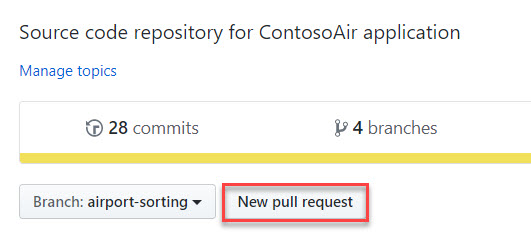 Source code repository for ContosoAir application
Manage topics
28 commits 4 branches
Branch: airport-sorting New pull request